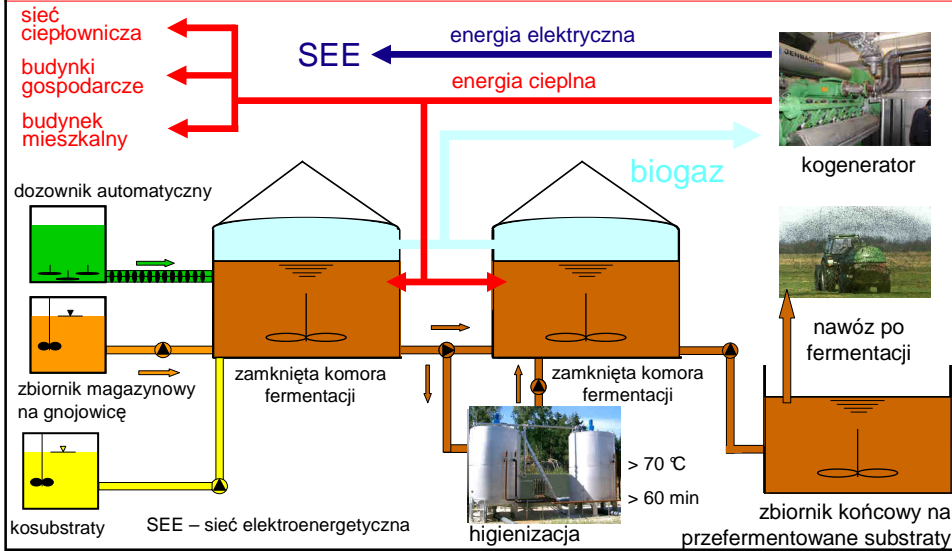 sieć
ciepłownicza
budynki
gospodarcze
budynek
mieszkalny
SEE
energia elektryczna
energia cieplna
biogaz
kogenerator
dozownik automatyczny
zbiornik magazynowy
na gnojowicę
kosubstraty
zamknięta komora
fermentacji
zamknięta komora
fermentacji
nawóz po
fermentacji
> 70 °C
> 60 min
higienizacja
SEE – sieć elektroenergetyczna
zbiornik końcowy na
przefermentowane substraty